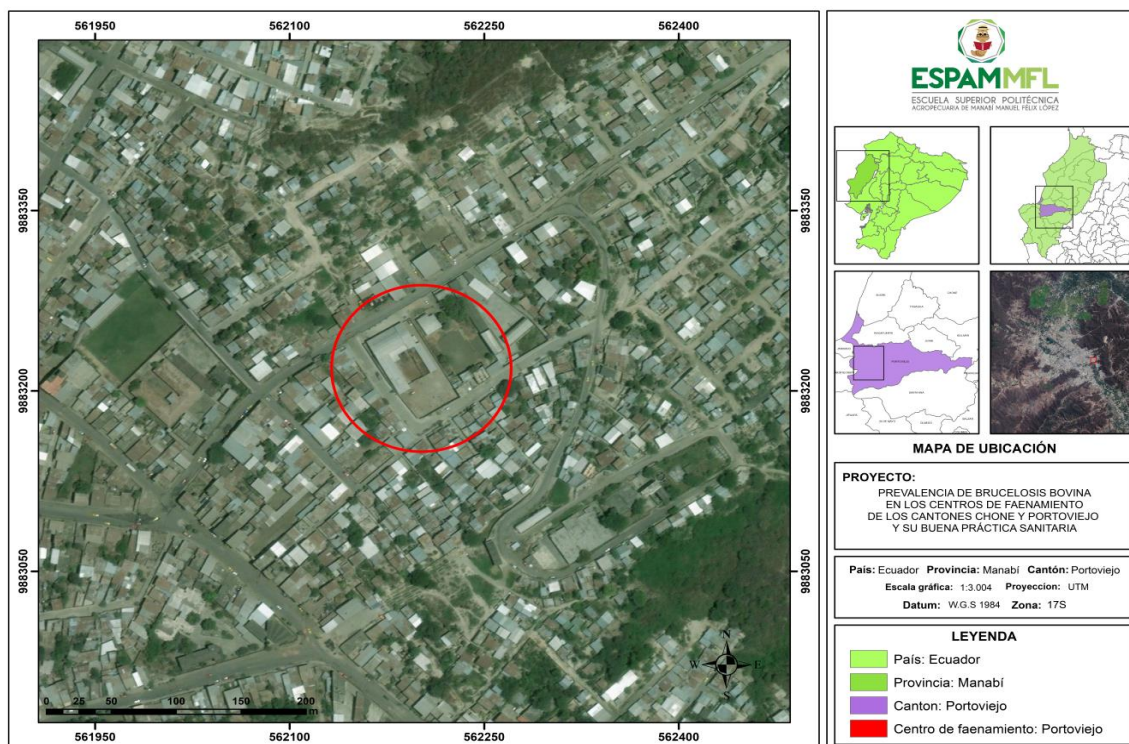 561950 562100 562250 562400
9883350 9883350
9883200 9883200
9883050 9883050
N
W E
S
0 25 50 100 150 200
m
561950 562100 562250 562400
ESPAMMFL
ESCUELA SUPERIOR POLITÉCNICA
AGROPECUARIA DE MANABÍ MANUEL FÉLIX LÓPEZ
PORTOVIEJO
MAPA DE UBICACIÓN
PROYECTO:
PREVALENCIA DE BRUCELOSIS BOVINA
EN LOS CENTROS DE FAENAMIENTO
DE LOS CANTONES CHONE Y PORTOVIEJO
Y SU BUENA PRÁCTICA SANITARIA
País: Ecuador Provincia: Manabí Cantón: Portoviejo
Escala gráfica: 1:3.004 Proyeccion: UTM
Datum: W.G.S 1984 Zona: 17S
LEYENDA
País: Ecuador
Provincia: Manabí
Canton: Portoviejo
Centro de faenamiento: Portoviejo